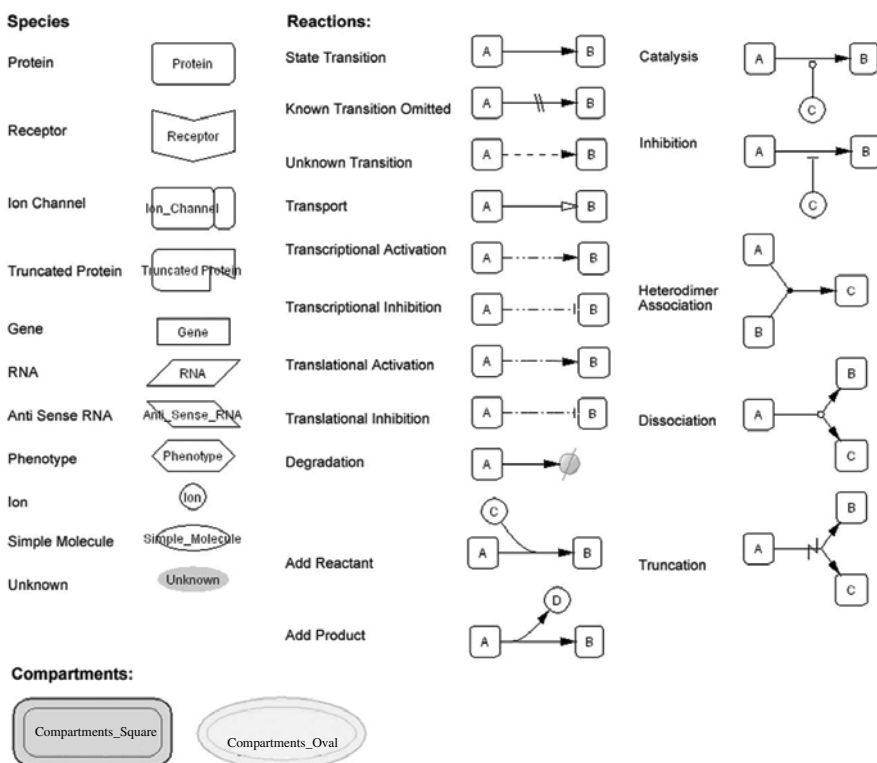 Species
Protein
Protein
Receptor
Receptor
Ion Channel
Ion_Channel
Truncated Protein
Truncated Protein
Gene
Gene
RNA
RNA
Anti Sense RNA
Anti_Sense_RNA
Phenotype
Phenotype
Ion
Ion
Simple Molecule
Simple_Molecule
Unknown
Unknown
Reactions:
State Transition
A B
Known Transition Omitted
A B
Unknown Transition
A B
Transport
A B
Transcriptional Activation
A B
Transcriptional Inhibition
A B
Translational Activation
A B
Translational Inhibition
A B
Degradation
A
Add Reactant
C
A B
Add Product
D
A B
Catalysis
A B
C
Inhibition
A B
C
Heterodimer
Association
A
C
B
Dissociation
B
A
C
Truncation
B
A
C
Compartments:
Compartments_Square
Compartments_Oval